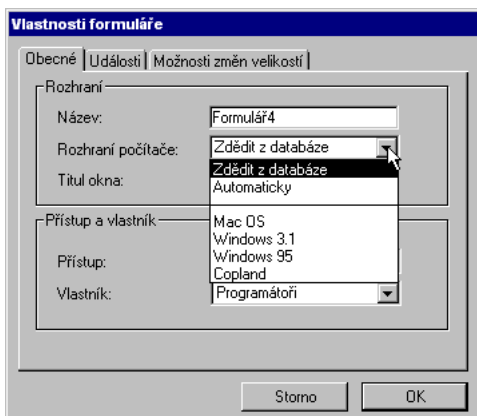 Vlastnosti formuláře
Obecné Události Možnosti změn velikostí
Rozhraní
Název: Formulář4
Rozhraní počítače: Zdědit z databáze
Zdědit z databáze
Titul okna: Automaticky
Mac OS
Přístup a vlastník
Windows 3.1
Windows 95
Přístup: Copland
Vlastník: Programátoři
Storno OK